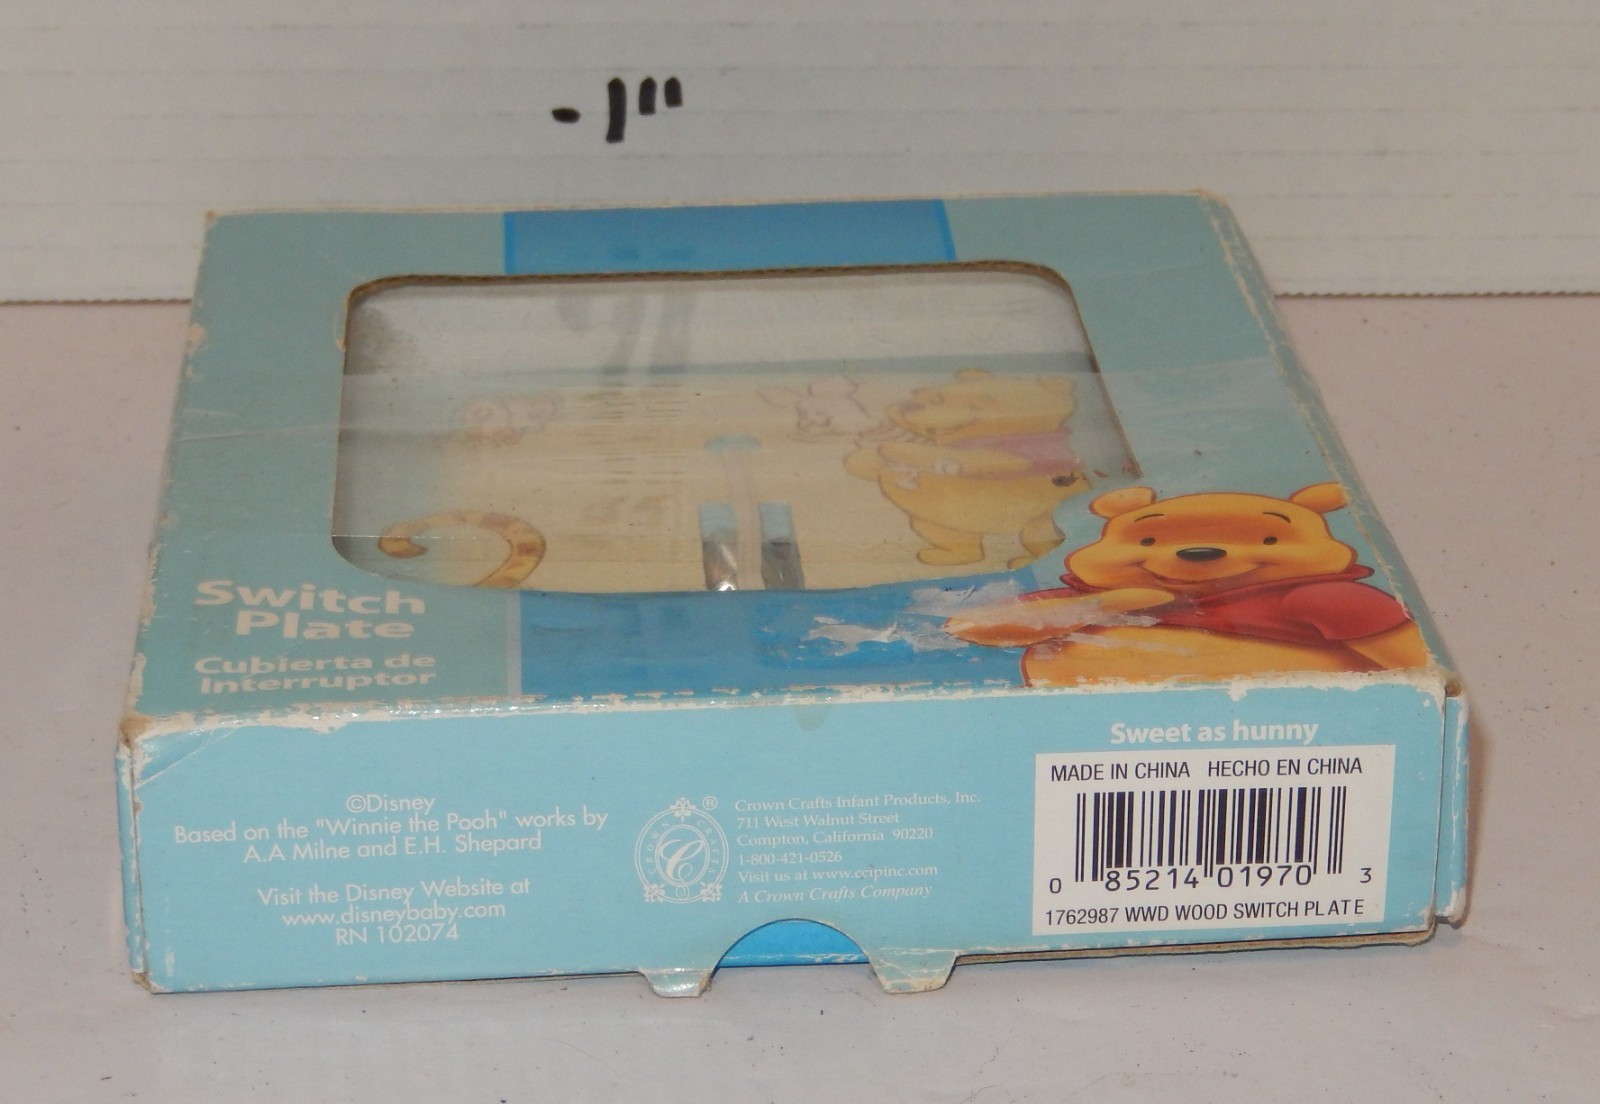 - 1"
Switch
Plate
Cubierta de
Interruptor
©Disney
Based on the "Winnie the Pooh" works by
A.A Milne and E.H. Shepard
Visit the Disney Website at
www.disneybaby.com
RN 102074
CROWN CRAFTS
C
®
Crown Crafts Infant Products, Inc.
711 West Walnut Street
Compton, California 90220
1-800-421-0526
Visit us at www.ccipinc.com
A Crown Crafts Company
Sweet as hunny
MADE IN CHINA HECHO EN CHINA
0 85214 01970 3
1762987 WWD WOOD SWITCH PLATE